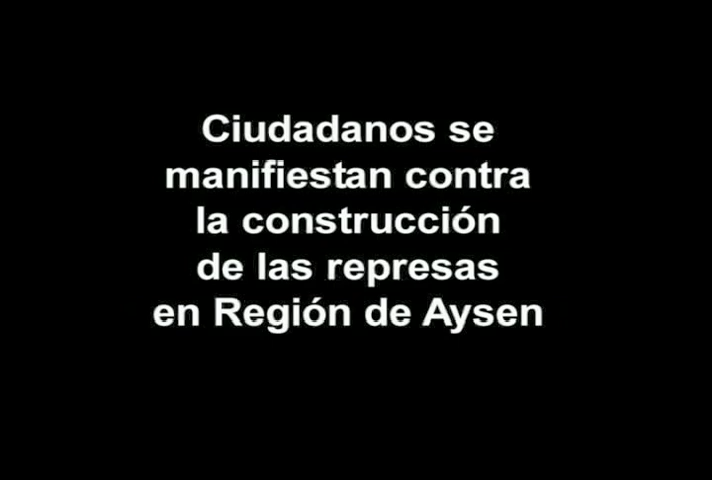 Ciudadanos se
manifiestan contra
la construcción
de las represas
en Región de Aysen